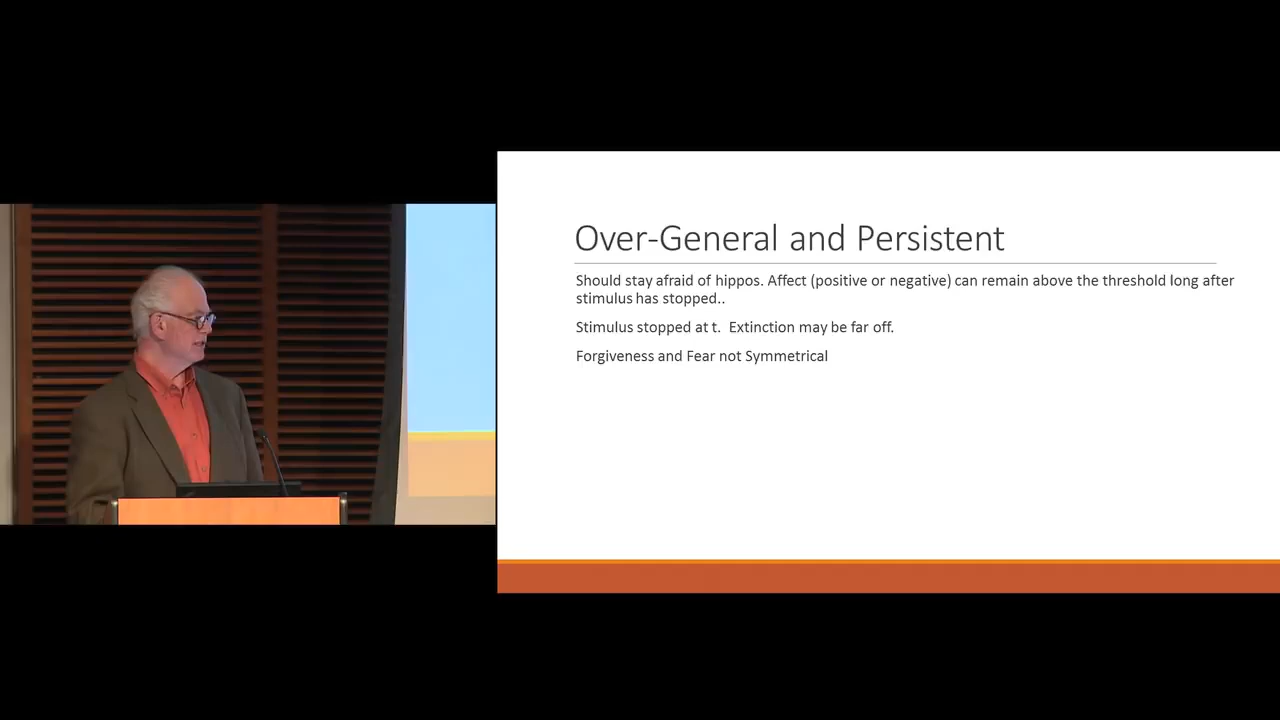 Over-General and Persistent
Should stay afraid of hippos. Affect (positive or negative) can remain above the threshold long after
stimulus has stopped..
Stimulus stopped at t.  Extinction may be far off.
Forgiveness and Fear not Symmetrical